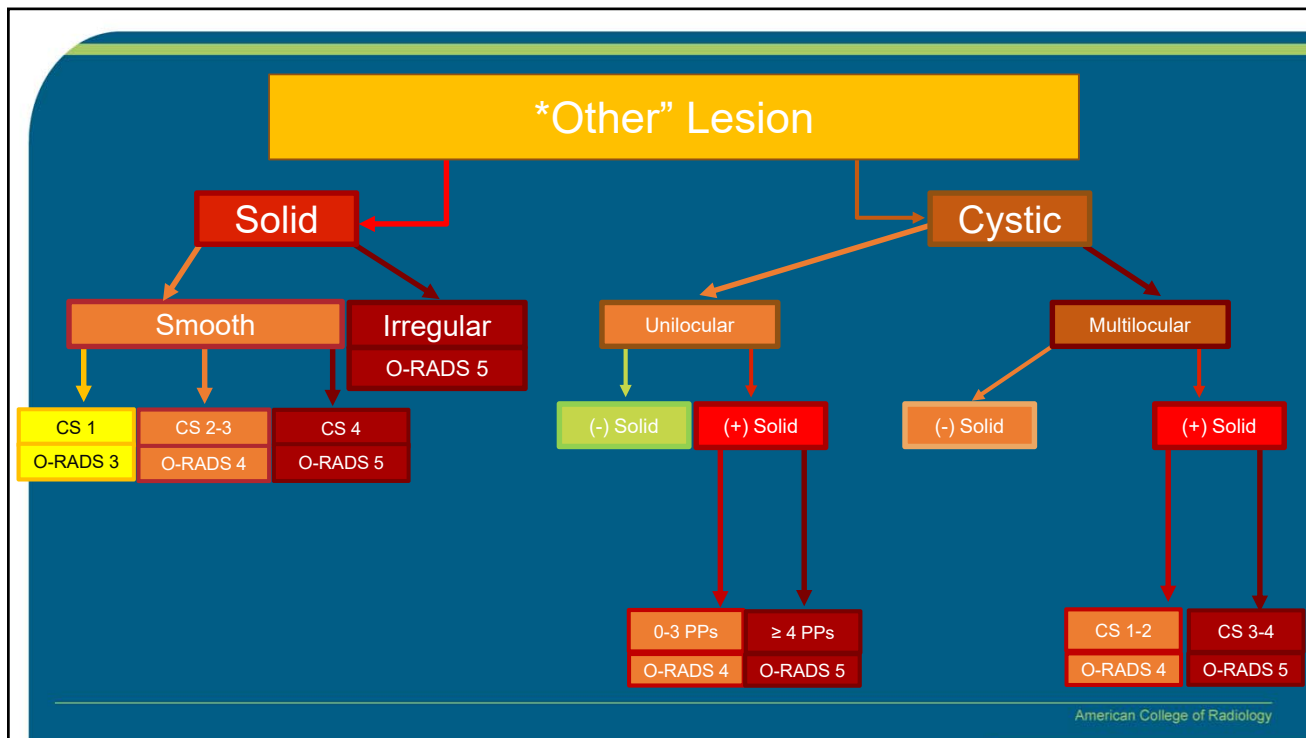 *Other” Lesion
Solid
Cystic
Smooth
Irregular
O-RADS 5
Unilocular
Multilocular
CS 1
O-RADS 3
CS 2-3
O-RADS 4
CS 4
O-RADS 5
(-) Solid
(+) Solid
(-) Solid
(+) Solid
0-3 PPs
O-RADS 4
≥ 4 PPs
O-RADS 5
CS 1-2
O-RADS 4
CS 3-4
O-RADS 5
American College of Radiology